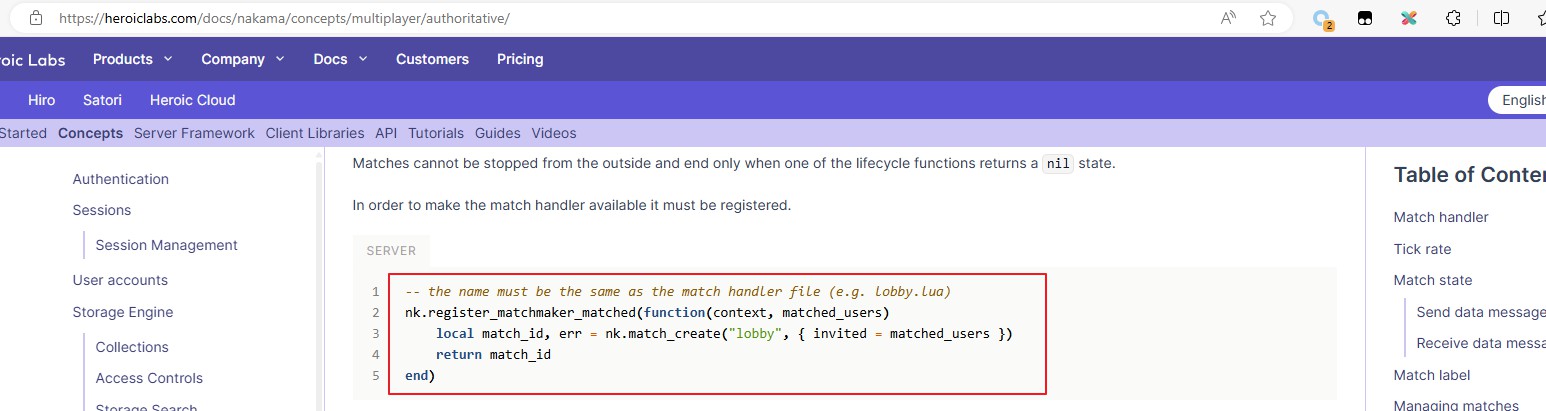 https://heroiclabs.com/docs/nakama/concepts/multiplayer/authoritative/
2
oic Labs Products Company Docs Customers Pricing
Hiro Satori Heroic Cloud English
Started Concepts Server Framework Client Libraries API Tutorials Guides Videos
Authentication
Sessions
Session Management
User accounts
Storage Engine
Collections
Access Controls
Storage Search
Matches cannot be stopped from the outside and end only when one of the lifecycle functions returns a nil state.
In order to make the match handler available it must be registered.
SERVER
1 -- the name must be the same as the match handler file (e.g. lobby.lua)
2 nk.register_matchmaker_matched(function(context, matched_users)
3 local match_id, err = nk.match_create("lobby", { invited = matched_users })
4 return match_id
5 end)
Table of Conte
Match handler
Tick rate
Match state
Send data message
Receive data messa
Match label
Managing matches